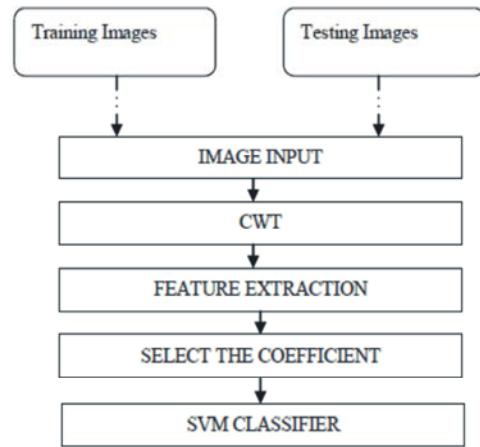 Training Images
Testing Images
IMAGE INPUT
CWT
FEATURE EXTRACTION
SELECT THE COEFFICIENT
SVM CLASSIFIER